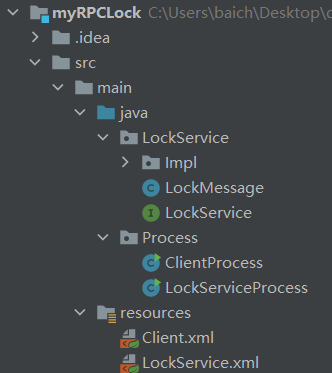 myRPCLock C:\Users\baich\Desktop\
.idea
src
main
java
LockService
Impl
LockMessage
LockService
Process
ClientProcess
LockServiceProcess
resources
Client.xml
LockService.xml